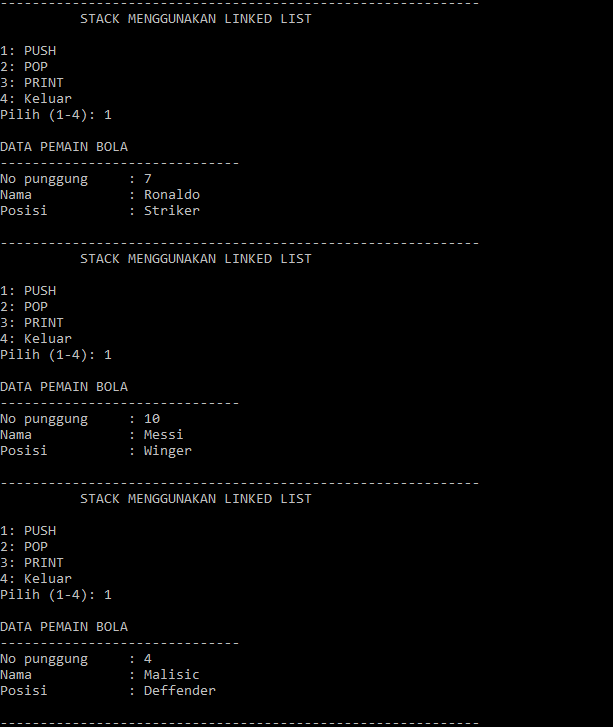 ------------------------------------------------------------
STACK MENGGUNAKAN LINKED LIST
1: PUSH
2: POP
3: PRINT
4: Keluar
Pilih (1-4): 1
DATA PEMAIN BOLA
------------------------------
No punggung     : 7
Nama            : Ronaldo
Posisi          : Striker
------------------------------------------------------------
STACK MENGGUNAKAN LINKED LIST
1: PUSH
2: POP
3: PRINT
4: Keluar
Pilih (1-4): 1
DATA PEMAIN BOLA
------------------------------
No punggung     : 10
Nama            : Messi
Posisi          : Winger
------------------------------------------------------------
STACK MENGGUNAKAN LINKED LIST
1: PUSH
2: POP
3: PRINT
4: Keluar
Pilih (1-4): 1
DATA PEMAIN BOLA
------------------------------
No punggung     : 4
Nama            : Malisic
Posisi          : Deffender
------------------------------------------------------------